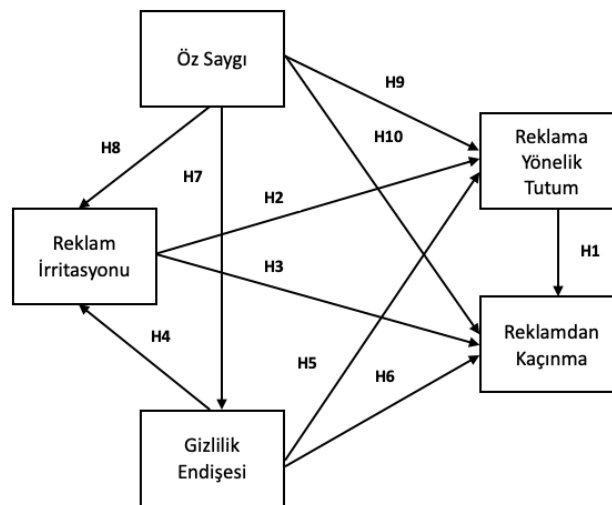 Öz Saygı
H9
H8
H10
H7
Reklama
Yönelik
Tutum
H2
Reklam
İrritasyonu
H3
H1
H4
H5
H6
Reklamdan
Kaçınma
Gizlilik
Endişesi